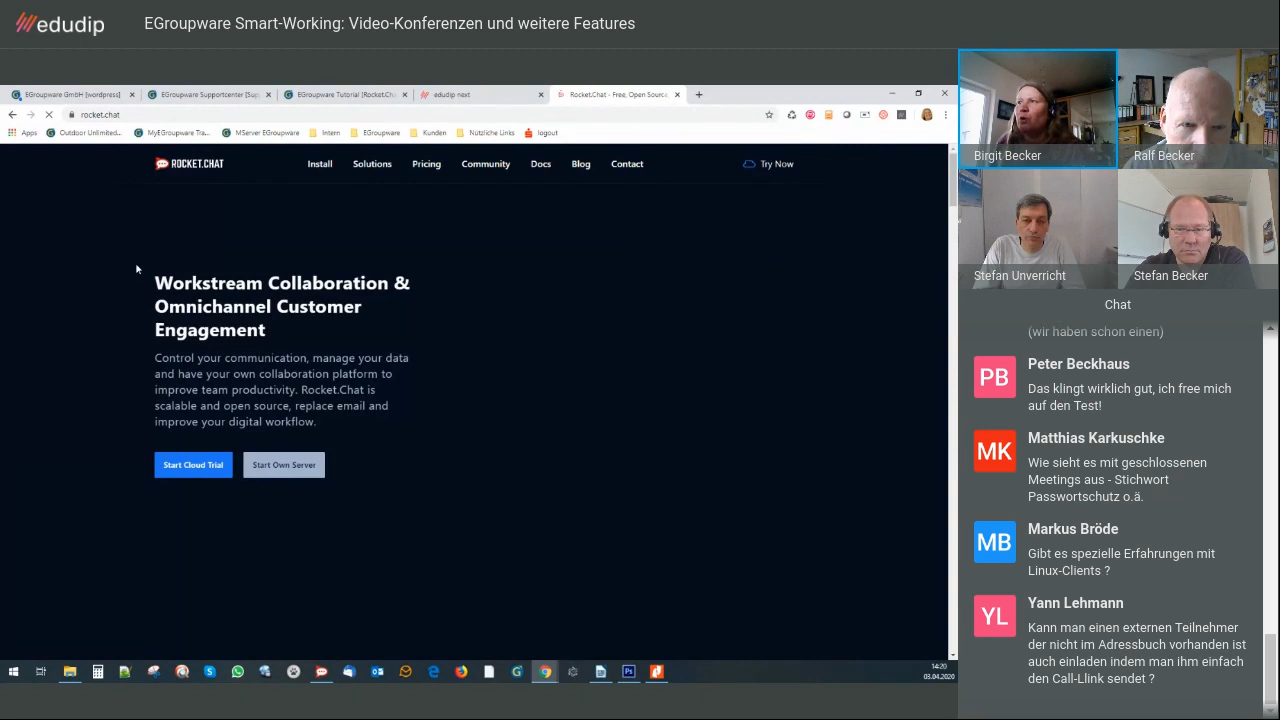 edudip
EGroupware Smart-Working: Video-Konferenzen und weitere Features
EGroupware GmbH [wordpress]
EGroupware Supportcenter [Sup
EGroupware Tutorial [Rocket.Cha
edudip next
Rocket.Chat - Free, Open Source
rocket.chat
Apps
Outdoor Unlimited...
MyEGroupware Tra...
MServer EGroupware
Intern
EGroupware
Kunden
Nützliche Links
logout
ROCKET.CHAT
Install
Solutions
Pricing
Community
Docs
Blog
Contact
Try Now
Workstream Collaboration &
Omnichannel Customer
Engagement
Control your communication, manage your data
and have your own collaboration platform to
improve team productivity. Rocket.Chat is
scalable and open source, replace email and
improve your digital workflow.
Start Cloud Trial
Start Own Server
14:20
03.04.2020
Birgit Becker
Ralf Becker
Stefan Unverricht
Stefan Becker
Chat
(wir haben schon einen)
PB
Peter Beckhaus
Das klingt wirklich gut, ich free mich
auf den Test!
MK
Matthias Karkuschke
Wie sieht es mit geschlossenen
Meetings aus - Stichwort
Passwortschutz o.ä.
MB
Markus Bröde
Gibt es spezielle Erfahrungen mit
Linux-Clients ?
YL
Yann Lehmann
Kann man einen externen Teilnehmer
der nicht im Adressbuch vorhanden ist
auch einladen indem man ihm einfach
den Call-Llink sendet ?